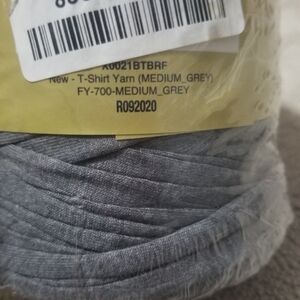 X0021BTBRF
New - T-Shirt Yarn (MEDIUM_GREY)
FY-700-MEDIUM_GREY
R092020